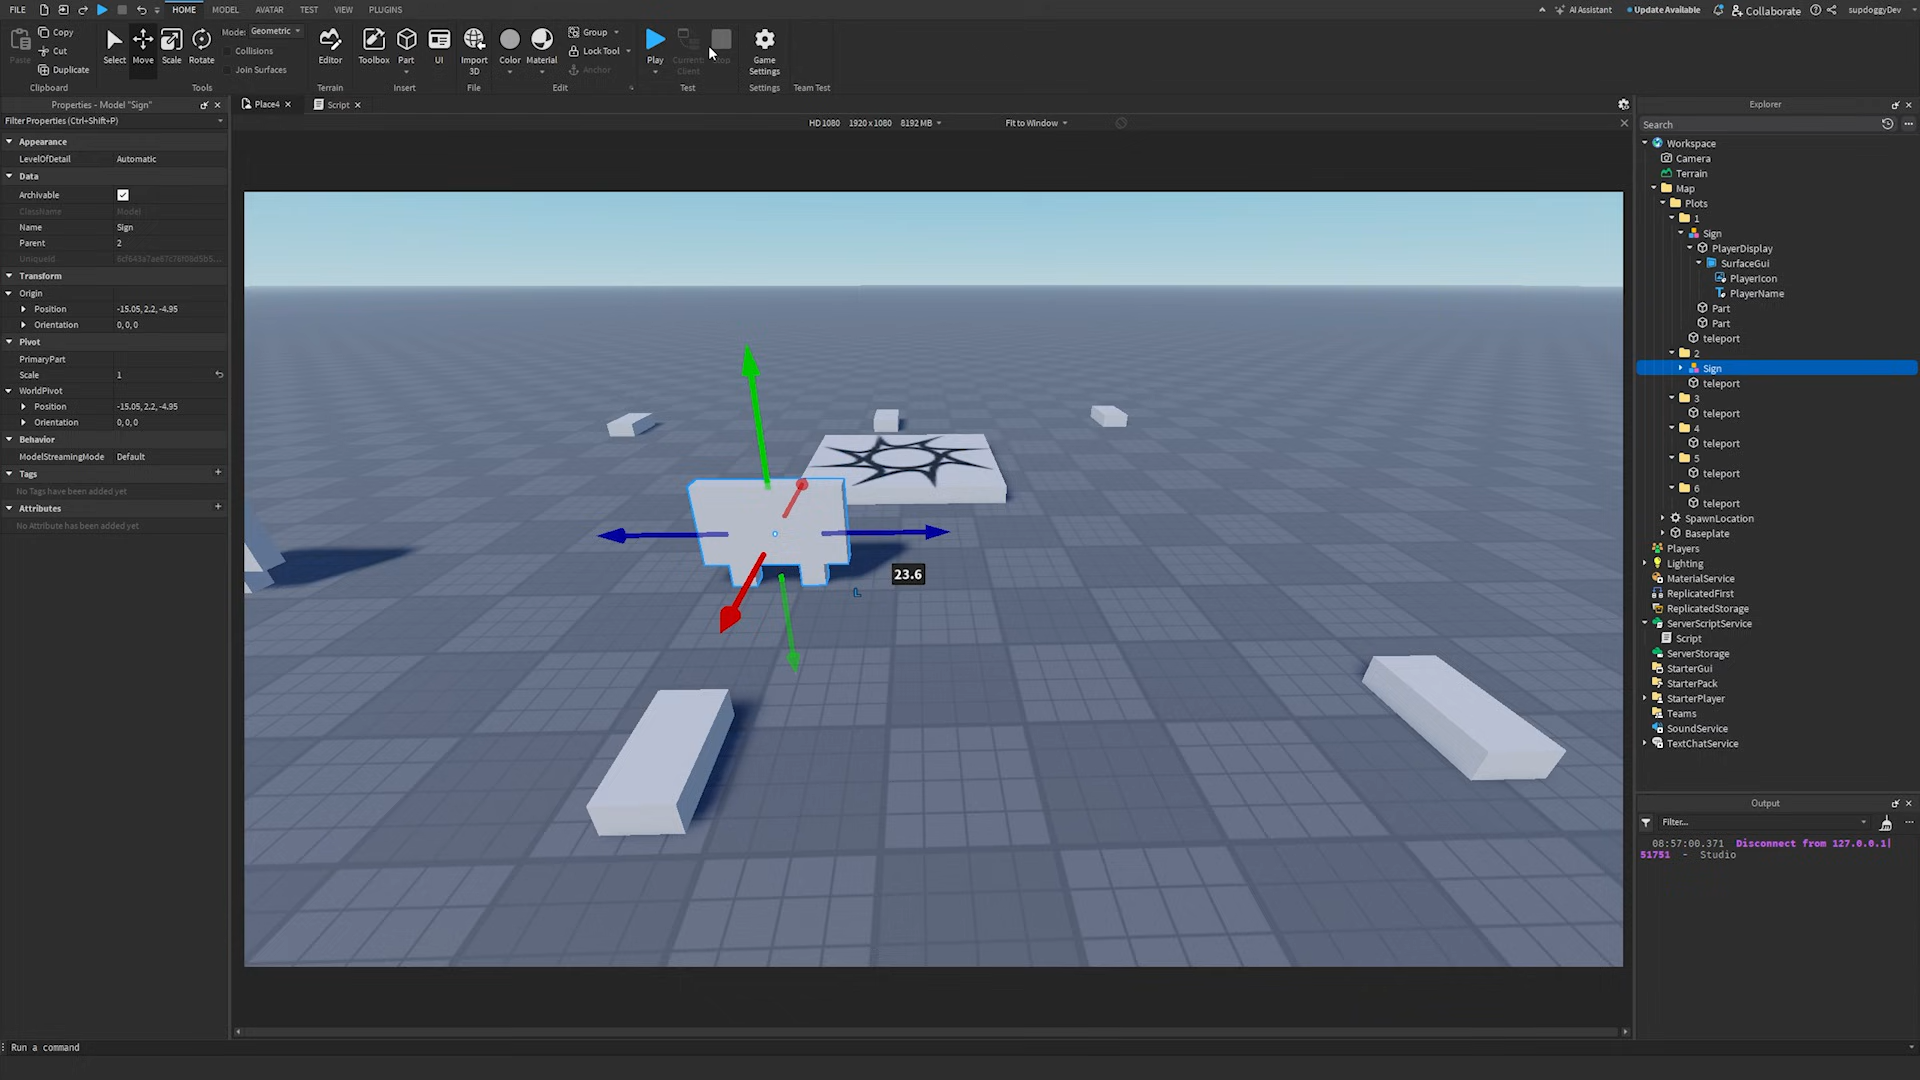 FILE HOME MODEL AVATAR TEST VIEW PLUGINS AI Assistant Update Available Collaborate supdoggyDev
Paste Copy Cut Duplicate Clipboard
Select Move Scale Rotate Mode: Geometric Collisions Join Surfaces Tools
Editor Terrain
Toolbox Part UI Insert
Import 3D File
Color Material Group Lock Tool Anchor Edit
Play Current: Client Test
Game Settings Settings
Team Test
Properties - Model "Sign"
Filter Properties (Ctrl+Shift+P)
Appearance
LevelOfDetail Automatic
Data
Archivable
ClassName Model
Name Sign
Parent 2
UniqueId
Transform
Origin
Position -15.05, 2.2, -4.95
Orientation 0, 0, 0
Pivot
PrimaryPart
Scale 1
WorldPivot
Position -15.05, 2.2, -4.95
Orientation 0, 0, 0
Behavior
ModelStreamingMode Default
Tags
No Tags have been added yet
Attributes
No Attribute has been added yet
Place4 Script
HD1080 1920 x 1080 8192 MB Fit to Window
23.6
L
Explorer
Search
Workspace
Camera
Terrain
Map
Plots
1
Sign
PlayerDisplay
SurfaceGui
PlayerIcon
PlayerName
Part
Part
teleport
2
Sign
teleport
3
teleport
4
teleport
5
teleport
6
teleport
SpawnLocation
Baseplate
Players
Lighting
MaterialService
ReplicatedFirst
ReplicatedStorage
ServerScriptService
Script
ServerStorage
StarterGui
StarterPack
StarterPlayer
Teams
SoundService
TextChatService
Output
Filter...
08:57:00.371 Disconnect from 127.0.0.1|
51751 - Studio
Run a command